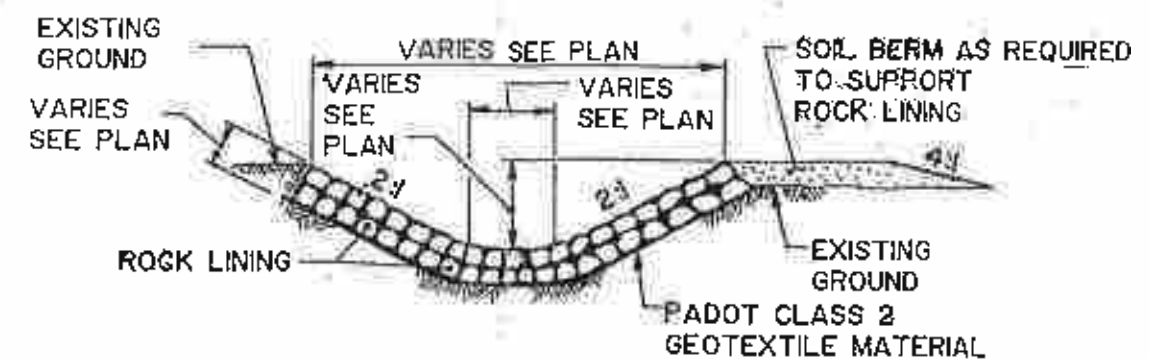 EXISTING
GROUND
VARIES
SEE PLAN
VARIES SEE PLAN
VARIES
SEE
PLAN
VARIES
SEE PLAN
SOIL BERM AS REQUIRED
TO SUPPORT
ROCK LINING
2:1
2:1
4:1
ROCK LINING
EXISTING
GROUND
PADOT CLASS 2
GEOTEXTILE MATERIAL